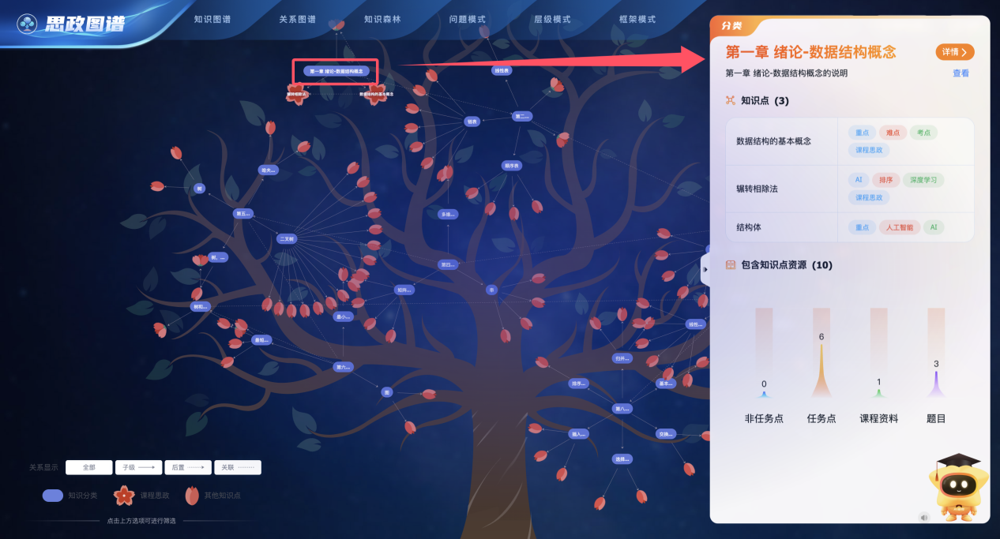 思政图谱
知识图谱
关系图谱
知识森林
问题模式
层级模式
框架模式
第一章 绪论-数据结构概念
辗转相除法
数据结构的基本概念
线性表
链表
第二...
顺序表
哈夫...
树
第五...
二叉树
树，...
树和...
最短...
最小...
第六...
图
矩阵...
多维...
第四...
串
线性...
归并...
排序...
基本...
第八...
插入...
交换...
选择...
关系显示
全部
子级
后置
关联
知识分类
课程思政
其他知识点
点击上方选项可进行筛选
分类
第一章 绪论-数据结构概念
详情
第一章 绪论-数据结构概念的说明
查看
知识点 (3)
数据结构的基本概念
重点 难点 考点
课程思政
辗转相除法
AI 排序 深度学习
课程思政
结构体
重点 人工智能 AI
包含知识点资源 (10)
0
6
1
3
非任务点
任务点
课程资料
题目